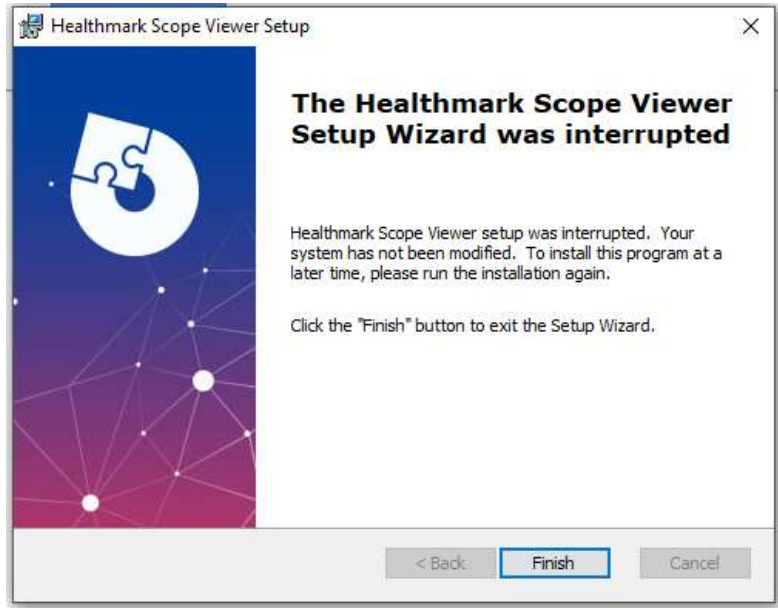 Healthmark Scope Viewer Setup
The Healthmark Scope Viewer
Setup Wizard was interrupted
Healthmark Scope Viewer setup was interrupted. Your
system has not been modified. To install this program at a
later time, please run the installation again.
Click the "Finish" button to exit the Setup Wizard.
< Back Finish Cancel